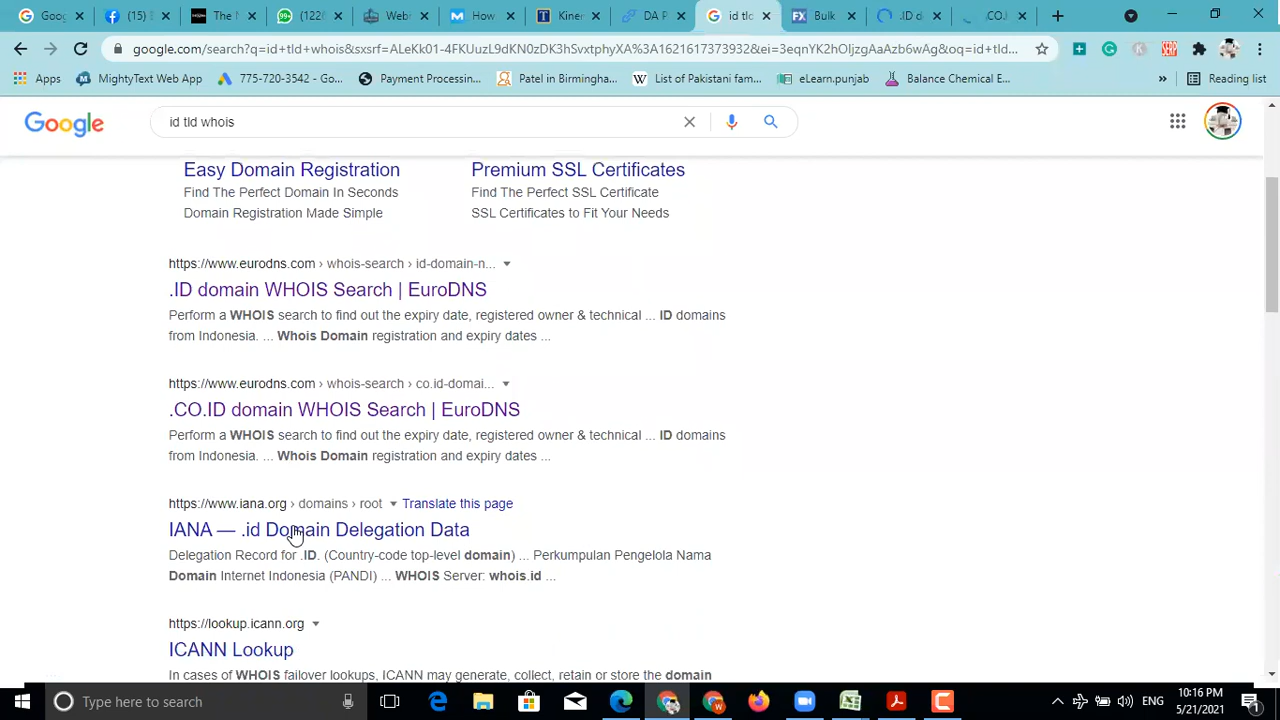 Goog
(15)
The N
(122(
Webr
How
Kiner
DA P
id tlc
Bulk
.ID d
.CO.I
google.com/search?q=id+tld+whois&sxsrf=ALeKk01-4FKUuzL9dKN0zDK3hSvxtphyXA%3A1621617373932&ei=3eqnYK2hOljzgAaAzb6wAg&oq=id+tld...
Apps
MightyText Web App
775-720-3542 - Go...
Payment Processin...
Patel in Birmingha...
List of Pakistani fam...
eLearn.punjab
Balance Chemical E...
»
Reading list
Google
id tld whois
Easy Domain Registration
Premium SSL Certificates
Find The Perfect Domain In Seconds
Find The Perfect SSL Certificate
Domain Registration Made Simple
SSL Certificates to Fit Your Needs
https://www.eurodns.com › whois-search › id-domain-n...
.ID domain WHOIS Search | EuroDNS
Perform a WHOIS search to find out the expiry date, registered owner & technical ... ID domains
from Indonesia. ... Whois Domain registration and expiry dates ...
https://www.eurodns.com › whois-search › co.id-domai...
.CO.ID domain WHOIS Search | EuroDNS
Perform a WHOIS search to find out the expiry date, registered owner & technical ... ID domains
from Indonesia. ... Whois Domain registration and expiry dates ...
https://www.iana.org › domains › root Translate this page
IANA — .id Domain Delegation Data
Delegation Record for .ID. (Country-code top-level domain) ... Perkumpulan Pengelola Nama
Domain Internet Indonesia (PANDI) ... WHOIS Server: whois.id ...
https://lookup.icann.org
ICANN Lookup
In cases of WHOIS failover lookups, ICANN may generate, collect, retain or store the domain
Type here to search
ENG
10:16 PM
5/21/2021